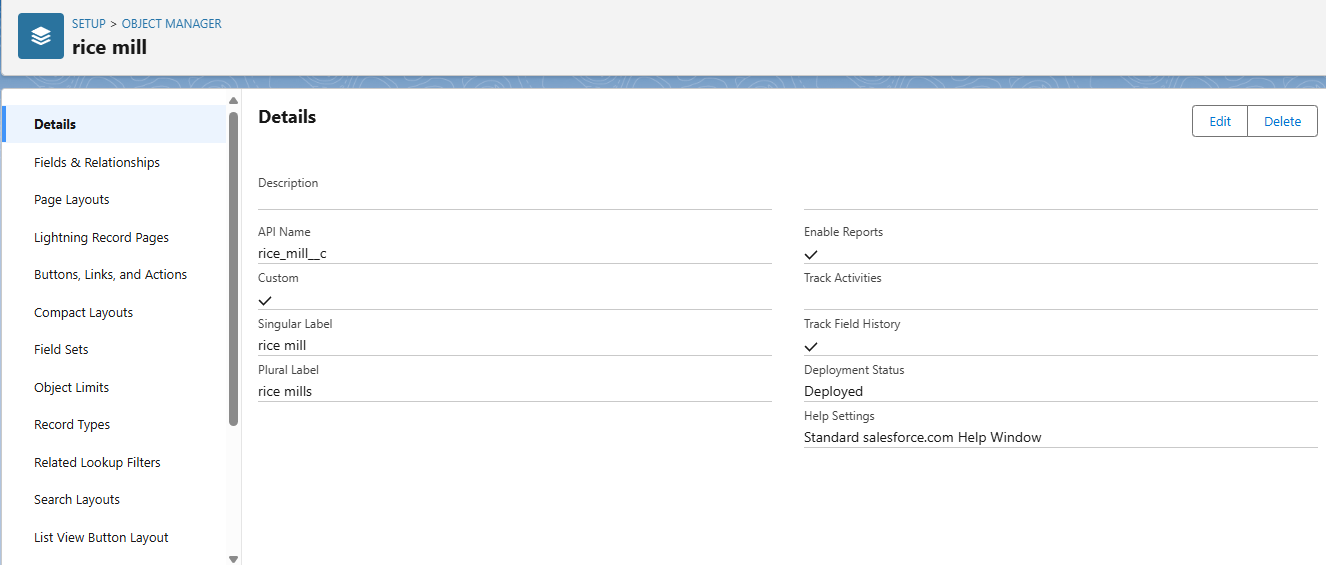 SETUP > OBJECT MANAGER
rice mill
Details
Fields & Relationships
Page Layouts
Lightning Record Pages
Buttons, Links, and Actions
Compact Layouts
Field Sets
Object Limits
Record Types
Related Lookup Filters
Search Layouts
List View Button Layout
Details
Edit
Delete
Description
API Name
rice_mill__c
Custom
Singular Label
rice mill
Plural Label
rice mills
Enable Reports
Track Activities
Track Field History
Deployment Status
Deployed
Help Settings
Standard salesforce.com Help Window